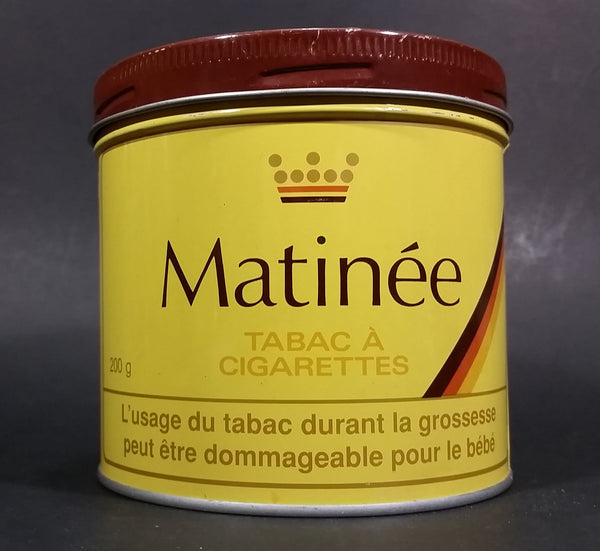 Matinée
TABAC À
CIGARETTES
200 g
L'usage du tabac durant la grossesse
peut être dommageable pour le bébé